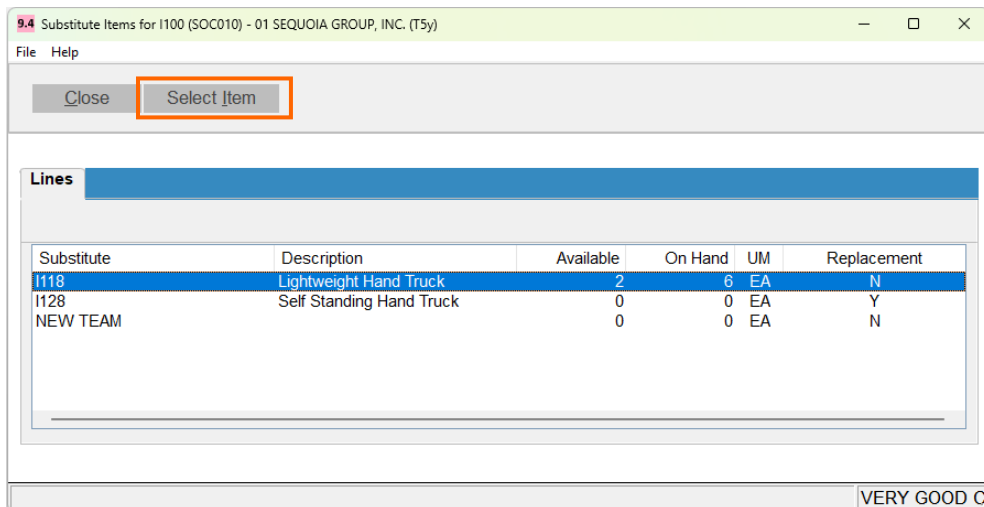 9.4 Substitute Items for I100 (SOC010) - 01 SEQUOIA GROUP, INC. (T5y)
File Help
Close Select Item
Lines
Substitute Description Available On Hand UM Replacement
I118 Lightweight Hand Truck 2 6 EA N
I128 Self Standing Hand Truck 0 0 EA Y
NEW TEAM 0 0 EA N
VERY GOOD C